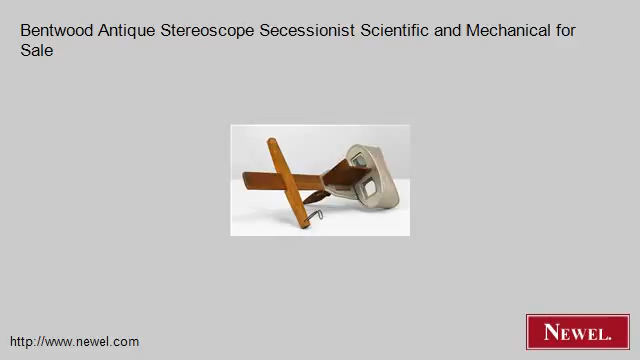 Bentwood Antique Stereoscope Secessionist Scientific and Mechanical for
Sale
http://www.newel.com
NEWEL.